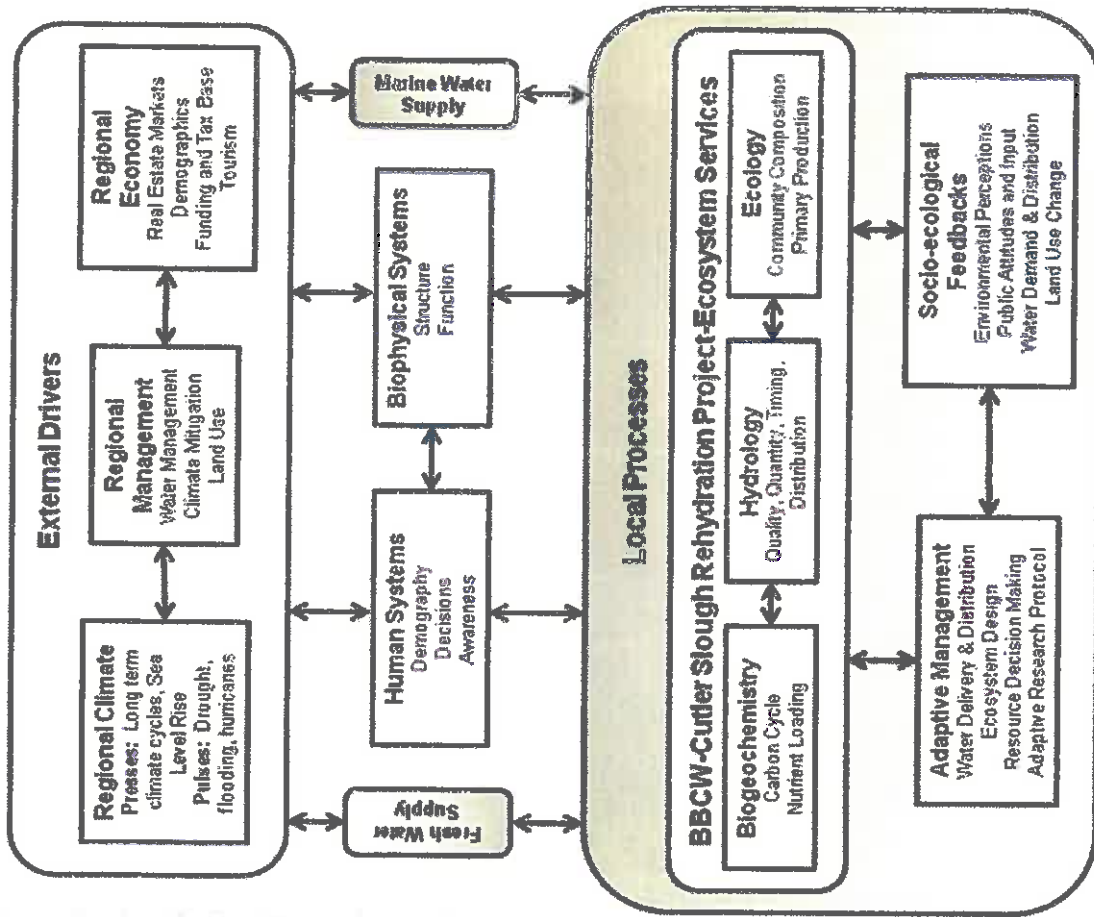 External Drivers
Regional Climate
Presses: Long term
climate cycles, Sea
Level Rise
Pulses: Drought,
flooding, hurricanes
Regional
Management
Water Management
Climate Mitigation
Land Use
Regional
Economy
Real Estate Markets
Demographics
Funding and Tax Base
Tourism
Fresh Water
Supply
Human Systems
Demography
Decisions
Awareness
Biophysical Systems
Structure
Function
Marine Water
Supply
Local Processes
BBCW-Cutler Slough Rehydration Project-Ecosystem Services
Biogeochemistry
Carbon Cycle
Nutrient Loading
Hydrology
Quality, Quantity, Timing,
Distribution
Ecology
Community Composition
Primary Production
Adaptive Management
Water Delivery & Distribution
Ecosystem Design
Resource Decision Making
Adaptive Research Protocol
Socio-ecological
Feedbacks
Environmental Perceptions
Public Attitudes and Input
Water Demand & Distribution
Land Use Change